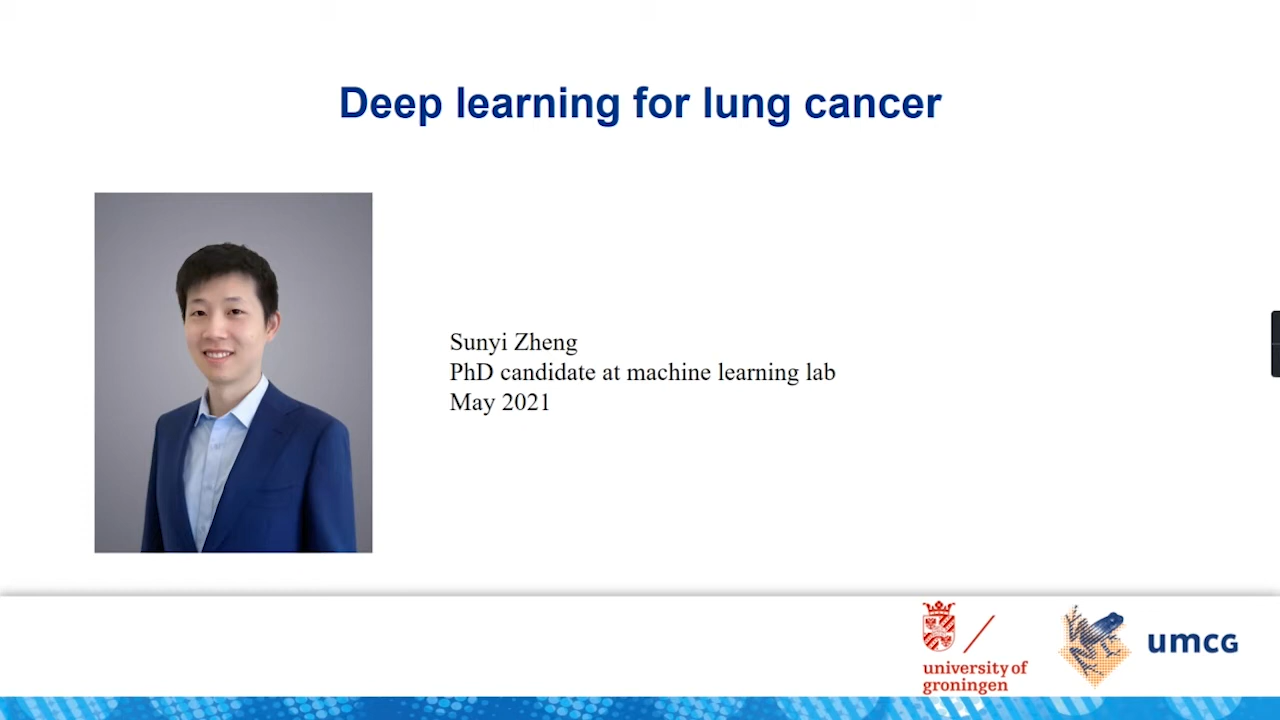 Deep learning for lung cancer
Sunyi Zheng
PhD candidate at machine learning lab
May 2021
university of
groningen
umcg